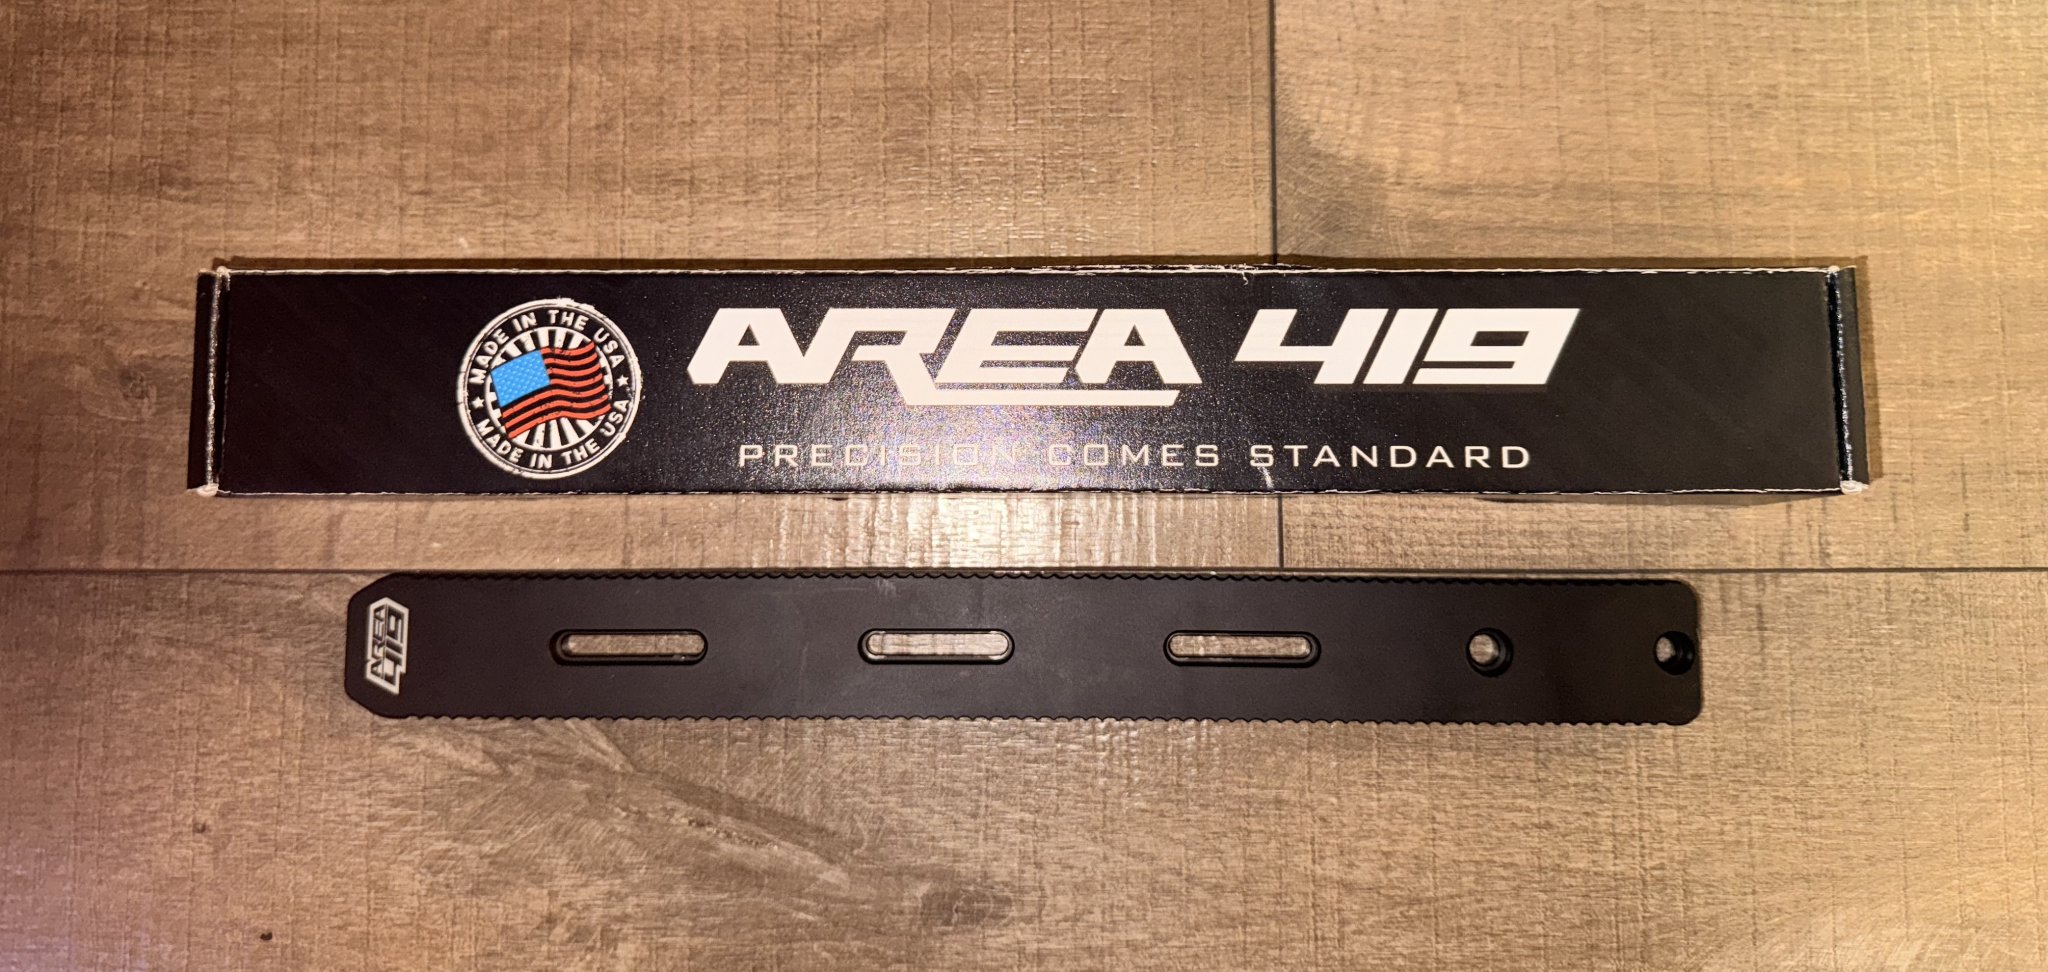 MADE IN THE USA
MADE IN THE USA
AREA 419
PRECISION COMES STANDARD
AREA
419